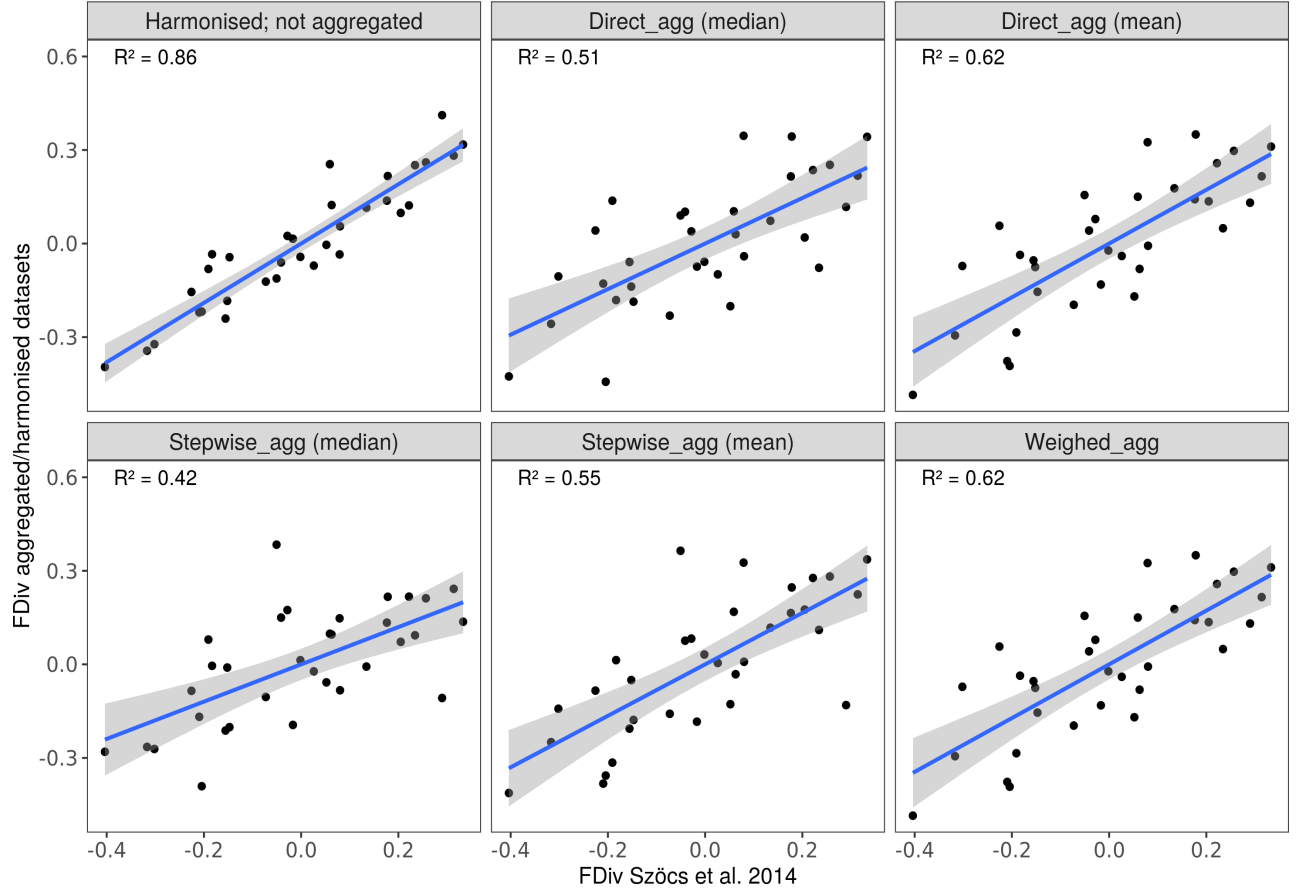 Harmonised; not aggregated
Direct_agg (median)
Direct_agg (mean)
R² = 0.86
R² = 0.51
R² = 0.62
0.6
0.3
0.0
-0.3
Stepwise_agg (median)
Stepwise_agg (mean)
Weighed_agg
R² = 0.42
R² = 0.55
R² = 0.62
0.6
0.3
0.0
-0.3
FDiv aggregated/harmonised datasets
-0.4 -0.2 0.0 0.2
-0.4 -0.2 0.0 0.2
-0.4 -0.2 0.0 0.2
FDiv Szöcs et al. 2014